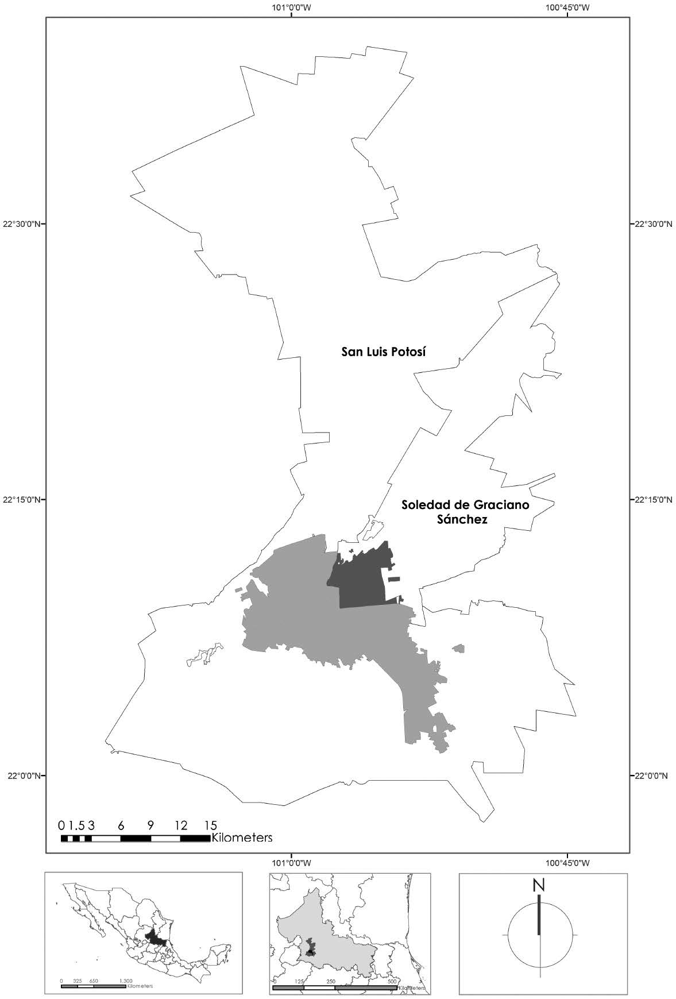 101°0'0"W
100°45'0"W
22°30'0"N
22°30'0"N
San Luis Potosí
22°15'0"N
22°15'0"N
Soledad de Graciano
Sánchez
22°0'0"N
22°0'0"N
0 1.5 3 6 9 12 15
Kilometers
101°0'0"W
100°45'0"W
0 325 650 1,300
Kilometers
0 125 250 500
Kilometers
N